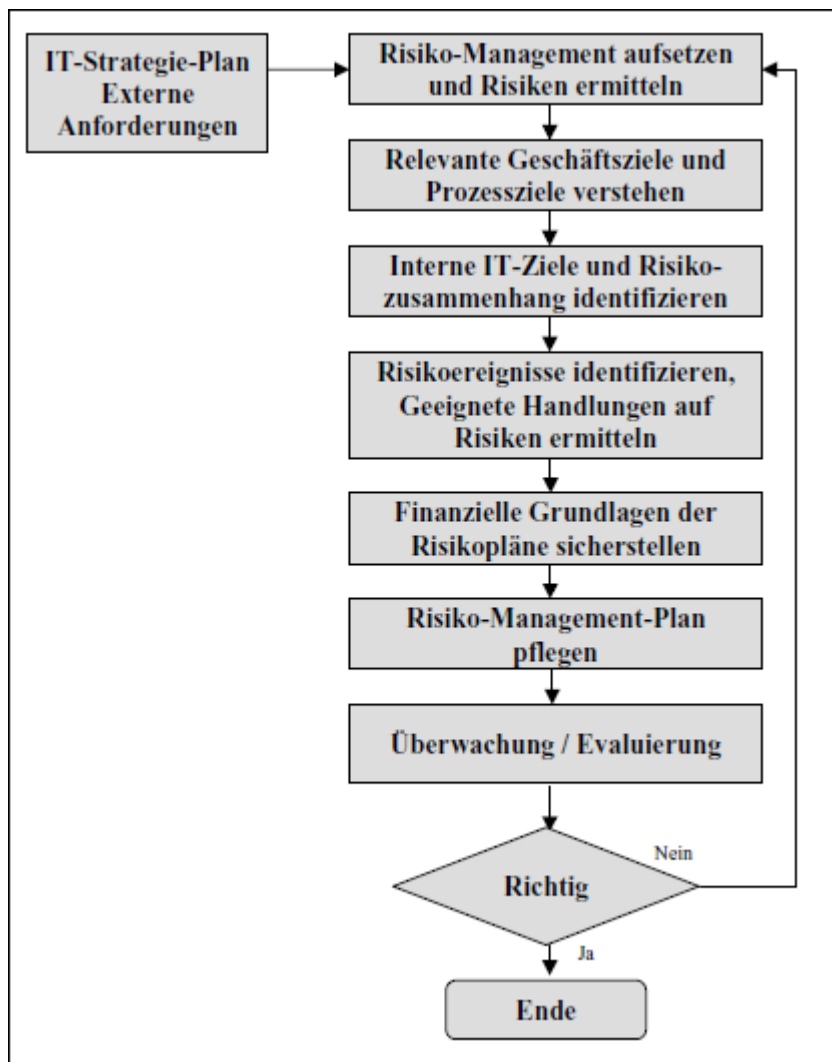 IT-Strategie-Plan
Externe
Anforderungen
Risiko-Management aufsetzen
und Risiken ermitteln
Relevante Geschäftsziele und
Prozessziele verstehen
Interne IT-Ziele und Risiko-
zusammenhang identifizieren
Risikoereignisse identifizieren,
Geeignete Handlungen auf
Risiken ermitteln
Finanzielle Grundlagen der
Risikopläne sicherstellen
Risiko-Management-Plan
pflegen
Überwachung / Evaluierung
Richtig
Nein
Ja
Ende